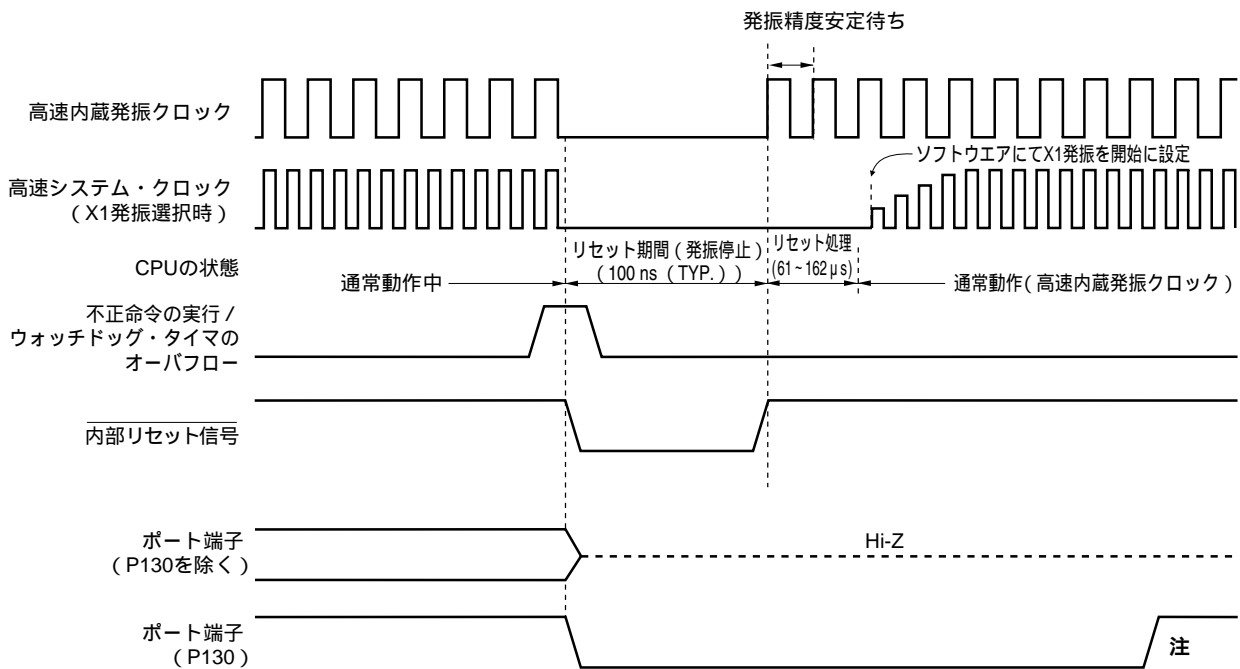 発振精度安定待ち
高速内蔵発振クロック
ソフトウエアにてX1発振を開始に設定
高速システム・クロック
(X1発振選択時)
CPUの状態
通常動作中
リセット期間(発振停止)
(100 ns (TYP.))
リセット処理
(61~162 μs)
通常動作(高速内蔵発振クロック)
不正命令の実行/
ウォッチドッグ・タイマの
オーバフロー
内部リセット信号
ポート端子
(P130を除く)
Hi-Z
ポート端子
(P130)
注